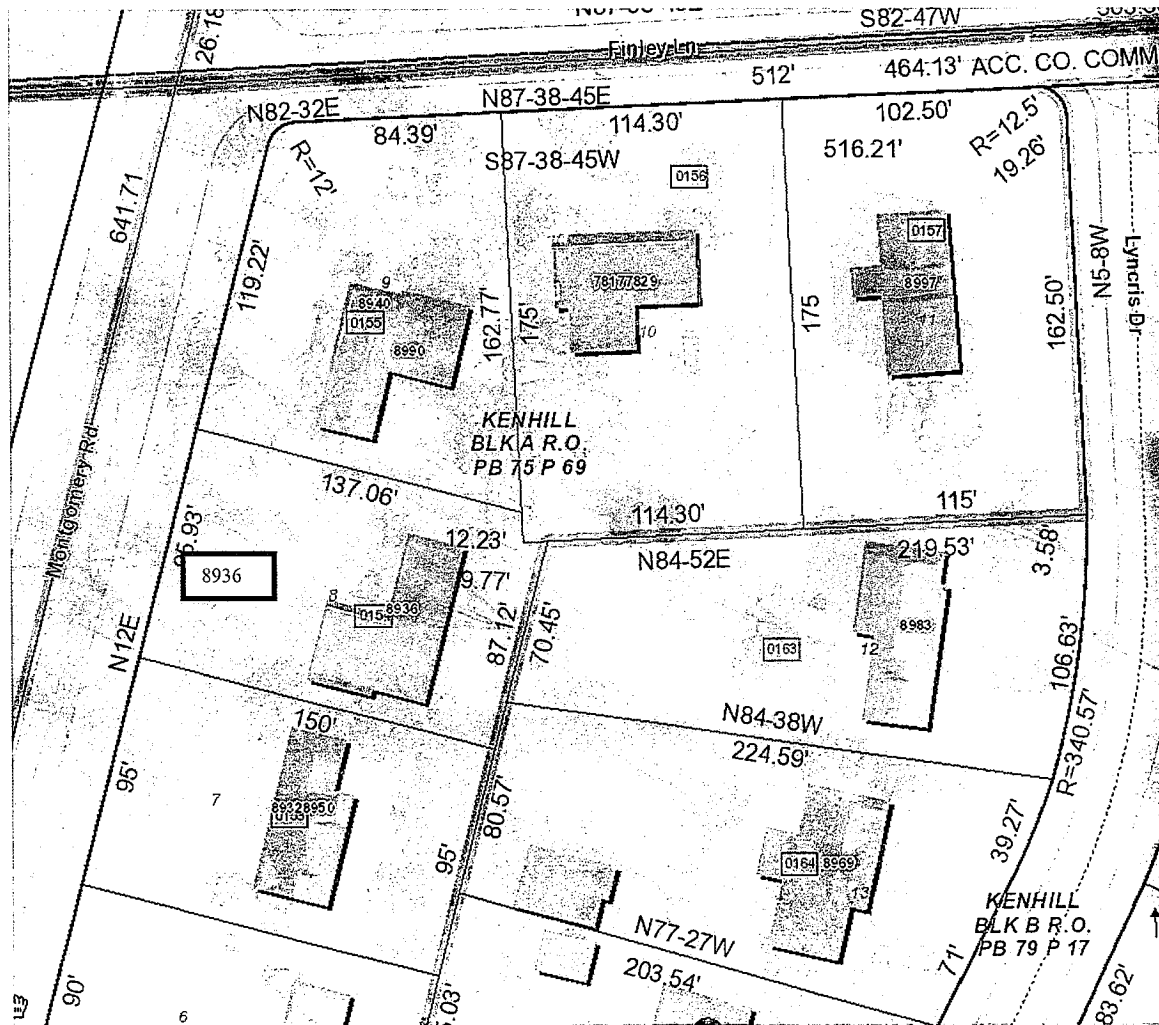 S82-47W
26.18
Finley Ln
512'
464.13' ACC. CO. COMM
N82-32E
N87-38-45E
84.39'
114.30'
102.50'
R=12'
S87-38-45W
516.21'
R=12.5'
19.26'
0156
641.71
0157
N5-8W
Lyncris Dr
119.22'
9
8940
0155
8990
162.77'
175'
78177829
10
175
8997
11
162.50'
KENHILL
BLK A R.O.
PB 75 P 69
Montgomery Rd
137.06'
114.30'
115'
12.23'
N84-52E
219.53'
3.58'
8936
9.77'
8
8936
87.12'
70.45'
0163
12
8983
106.63'
N12E
150'
N84-38W
224.59'
R=340.57'
95'
7
89328950
80.57'
95'
0164
8969
13
39.27'
KENHILL
BLK B R.O.
PB 79 P 17
N77-27W
203.54'
71'
90'
6
83.62'